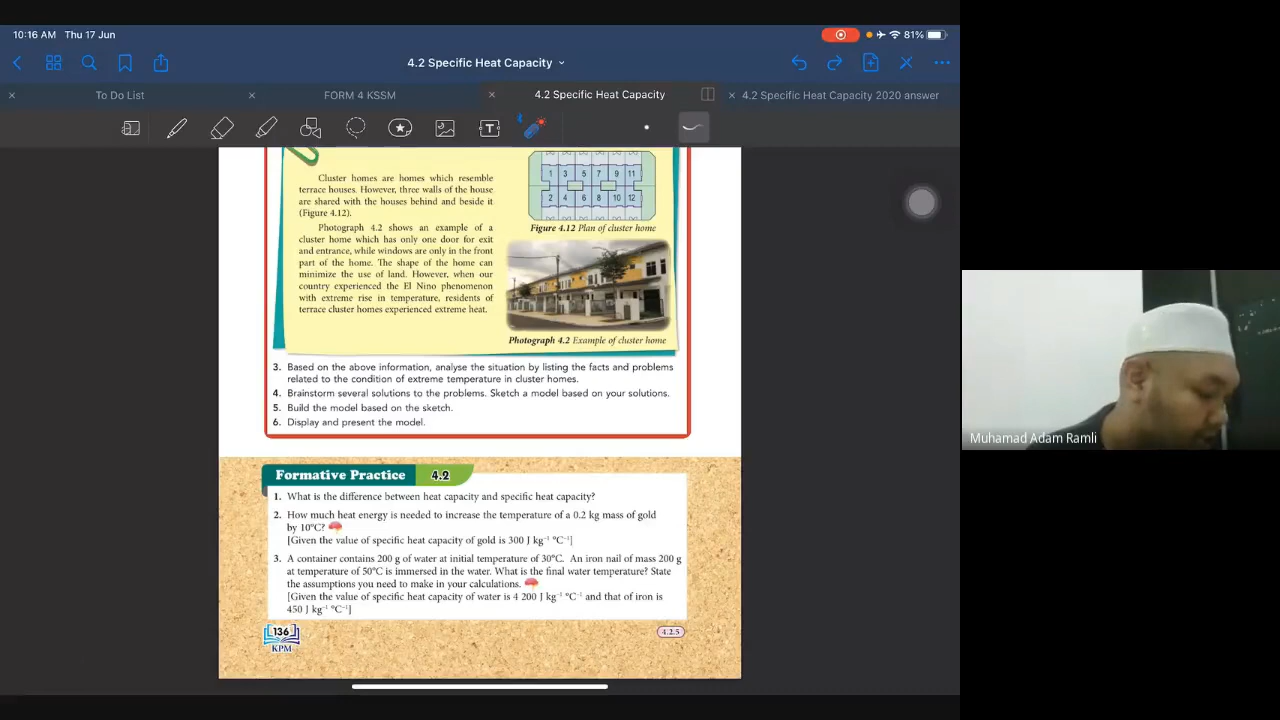 10:16 AM Thu 17 Jun
81%
4.2 Specific Heat Capacity
To Do List
FORM 4 KSSM
4.2 Specific Heat Capacity
4.2 Specific Heat Capacity 2020 answer
Cluster homes are homes which resemble
terrace houses. However, three walls of the house
are shared with the houses behind and beside it
(Figure 4.12).
Photograph 4.2 shows an example of a
cluster home which has only one door for exit
and entrance, while windows are only in the front
part of the home. The shape of the home can
minimize the use of land. However, when our
country experienced the El Nino phenomenon
with extreme rise in temperature, residents of
terrace cluster homes experienced extreme heat.
1 3 5 7 9 11
2 4 6 8 10 12
Figure 4.12 Plan of cluster home
Photograph 4.2 Example of cluster home
3. Based on the above information, analyse the situation by listing the facts and problems
related to the condition of extreme temperature in cluster homes.
4. Brainstorm several solutions to the problems. Sketch a model based on your solutions.
5. Build the model based on the sketch.
6. Display and present the model.
Formative Practice 4.2
1. What is the difference between heat capacity and specific heat capacity?
2. How much heat energy is needed to increase the temperature of a 0.2 kg mass of gold
by 10°C?
[Given the value of specific heat capacity of gold is 300 J kg⁻¹ °C⁻¹]
3. A container contains 200 g of water at initial temperature of 30°C. An iron nail of mass 200 g
at temperature of 50°C is immersed in the water. What is the final water temperature? State
the assumptions you need to make in your calculations.
[Given the value of specific heat capacity of water is 4 200 J kg⁻¹ °C⁻¹ and that of iron is
450 J kg⁻¹ °C⁻¹]
136
KPM
4.2.5
Muhamad Adam Ramli